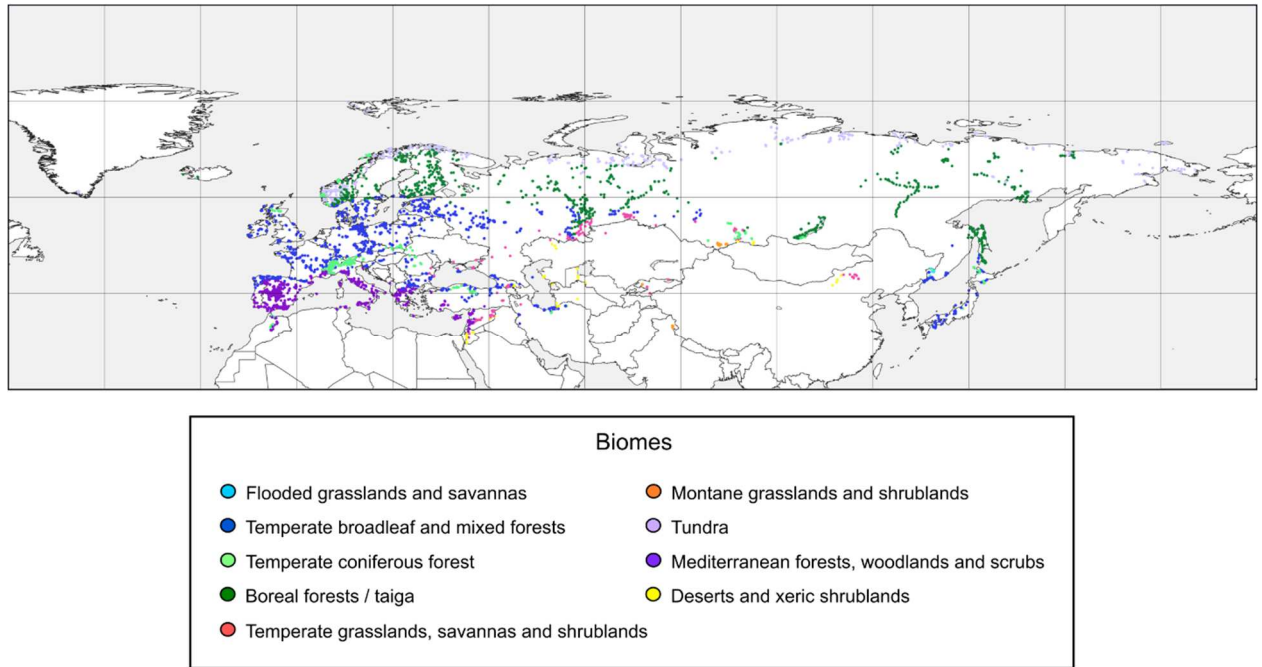 Biomes
Flooded grasslands and savannas
Temperate broadleaf and mixed forests
Temperate coniferous forest
Boreal forests / taiga
Temperate grasslands, savannas and shrublands
Montane grasslands and shrublands
Tundra
Mediterranean forests, woodlands and scrubs
Deserts and xeric shrublands